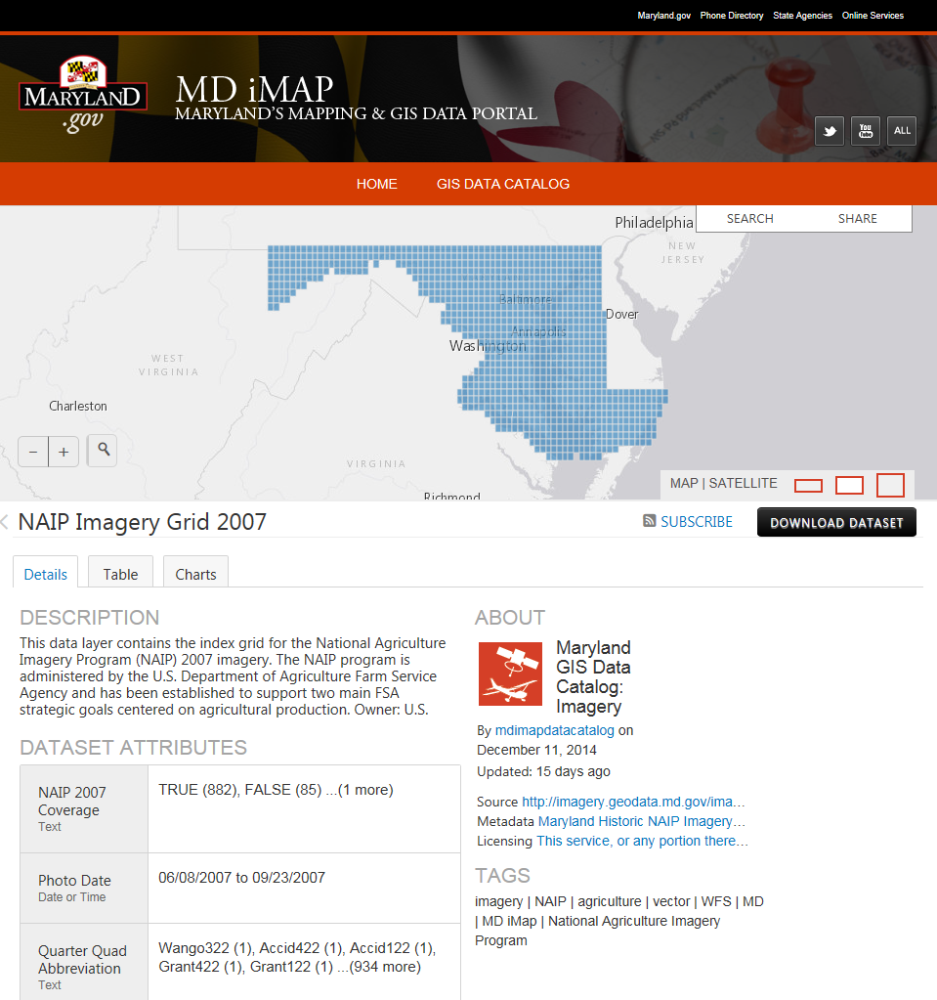 Maryland.gov Phone Directory State Agencies Online Services
MARYLAND
.gov
MD iMAP
MARYLAND'S MAPPING & GIS DATA PORTAL
You Tube
ALL
HOME GIS DATA CATALOG
Philadelphia
SEARCH SHARE
NEW
JERSEY
Baltimore
Dover
Annapolis
Washington
WEST
VIRGINIA
Charleston
VIRGINIA
Richmond
− +
MAP | SATELLITE
NAIP Imagery Grid 2007
SUBSCRIBE
DOWNLOAD DATASET
Details Table Charts
DESCRIPTION
This data layer contains the index grid for the National Agriculture
Imagery Program (NAIP) 2007 imagery. The NAIP program is
administered by the U.S. Department of Agriculture Farm Service
Agency and has been established to support two main FSA
strategic goals centered on agricultural production. Owner: U.S.
DATASET ATTRIBUTES
NAIP 2007
Coverage
Text
TRUE (882), FALSE (85) ...(1 more)
Photo Date
Date or Time
06/08/2007 to 09/23/2007
Quarter Quad
Abbreviation
Text
Wango322 (1), Accid422 (1), Accid122 (1),
Grant422 (1), Grant122 (1) ...(934 more)
ABOUT
Maryland
GIS Data
Catalog:
Imagery
By mdimapdatacatalog on
December 11, 2014
Updated: 15 days ago
Source http://imagery.geodata.md.gov/ima...
Metadata Maryland Historic NAIP Imagery...
Licensing This service, or any portion there...
TAGS
imagery | NAIP | agriculture | vector | WFS | MD
| MD iMap | National Agriculture Imagery
Program